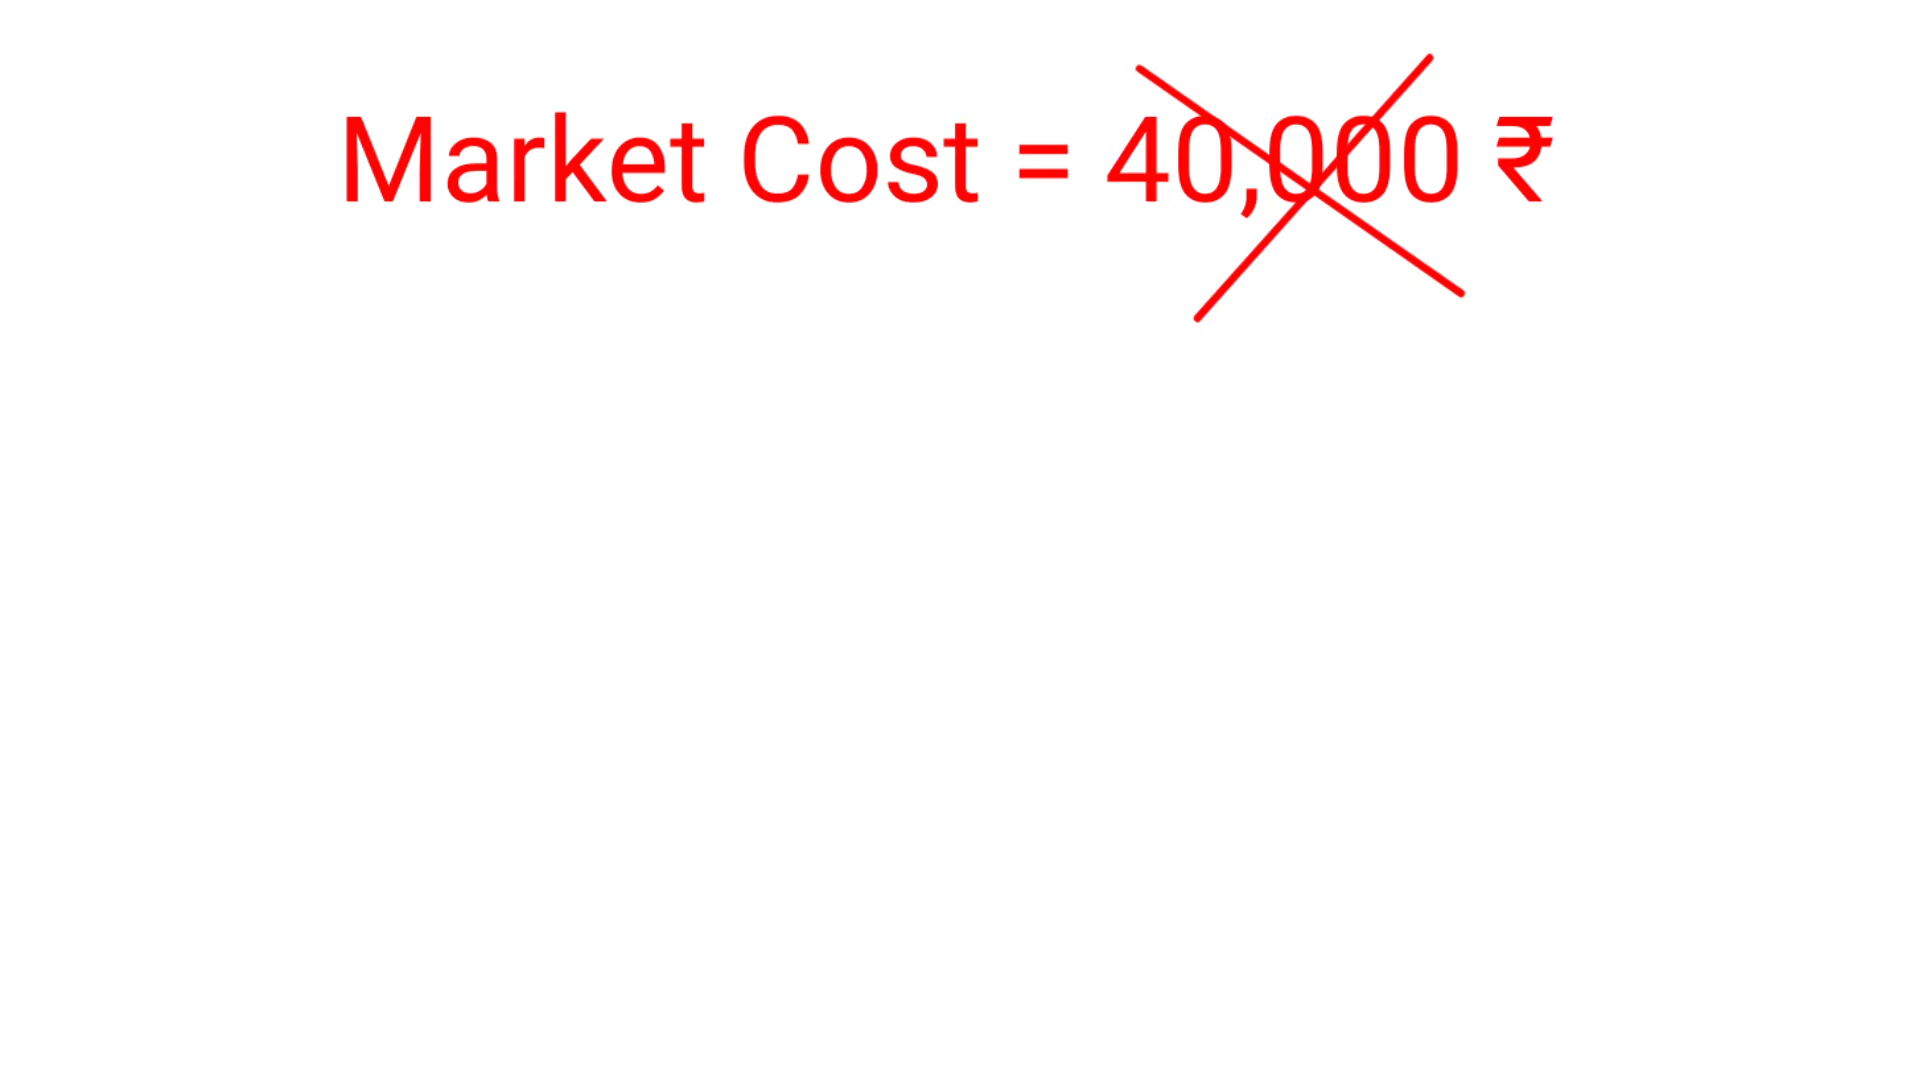 Market Cost = 40,000 ₹